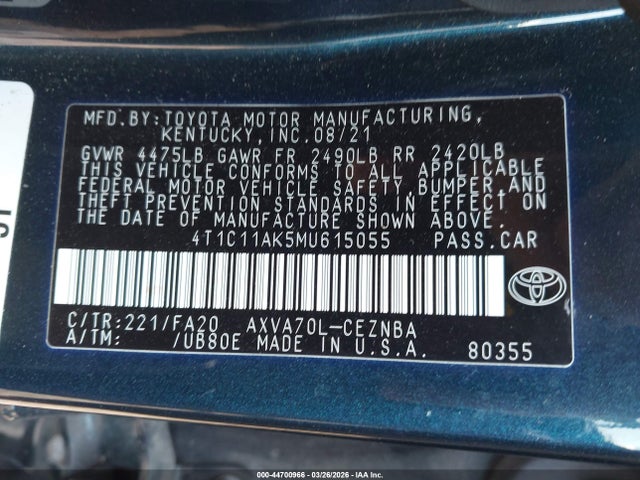 MFD.BY:TOYOTA MOTOR MANUFACTURING,
KENTUCKY,INC.08/21
GVWR 4475LB GAWR FR 2490LB RR 2420LB
THIS VEHICLE CONFORMS TO ALL APPLICABLE
FEDERAL MOTOR VEHICLE SAFETY,BUMPER,AND
THEFT PREVENTION STANDARDS IN EFFECT ON
THE DATE OF MANUFACTURE SHOWN ABOVE.
4T1C11AK5MU615055 PASS.CAR
C/TR:221/FA20 AXVA70L-CEZNBA
A/TM: /UB80E MADE IN U.S.A. 80355
000-44700966 | 03/26/2026 | IAA Inc.